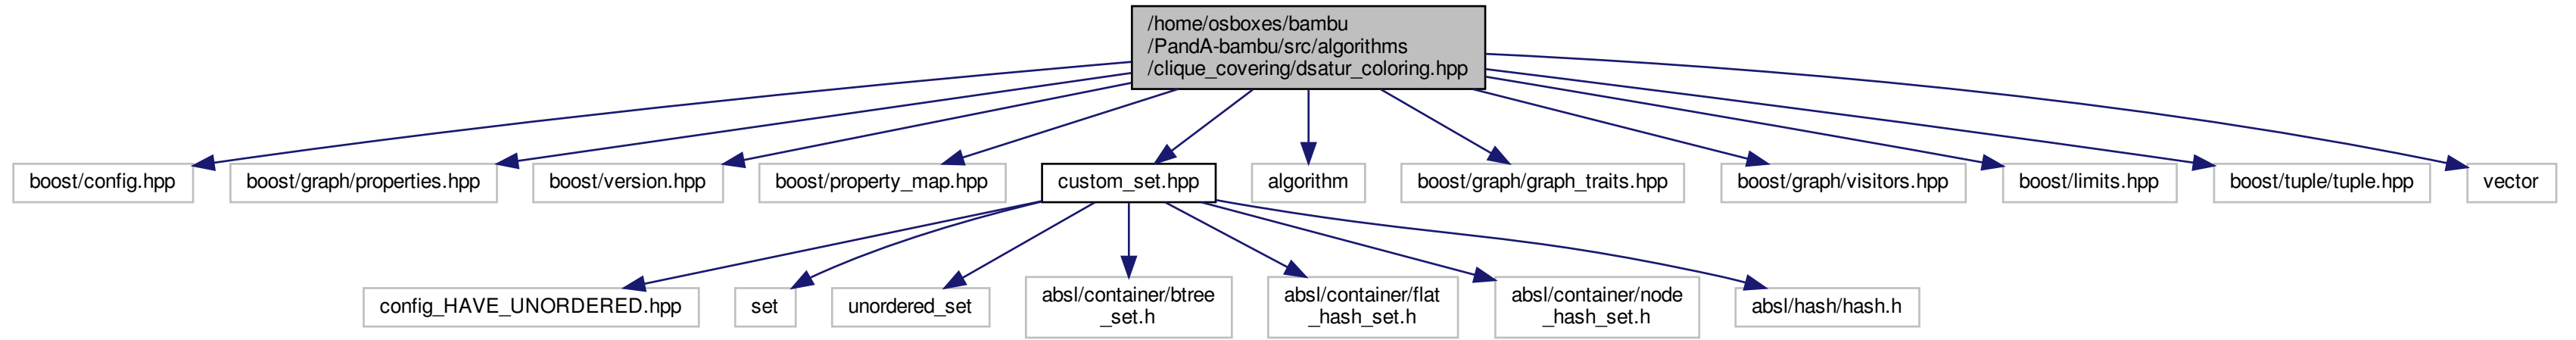 /home/osboxes/bambu
/PandA-bambu/src/algorithms
/clique_covering/dsatur_coloring.hpp
boost/config.hpp
boost/graph/properties.hpp
boost/version.hpp
boost/property_map.hpp
custom_set.hpp
algorithm
boost/graph/graph_traits.hpp
boost/graph/visitors.hpp
boost/limits.hpp
boost/tuple/tuple.hpp
vector
config_HAVE_UNORDERED.hpp
set
unordered_set
absl/container/btree
_set.h
absl/container/flat
_hash_set.h
absl/container/node
_hash_set.h
absl/hash/hash.h